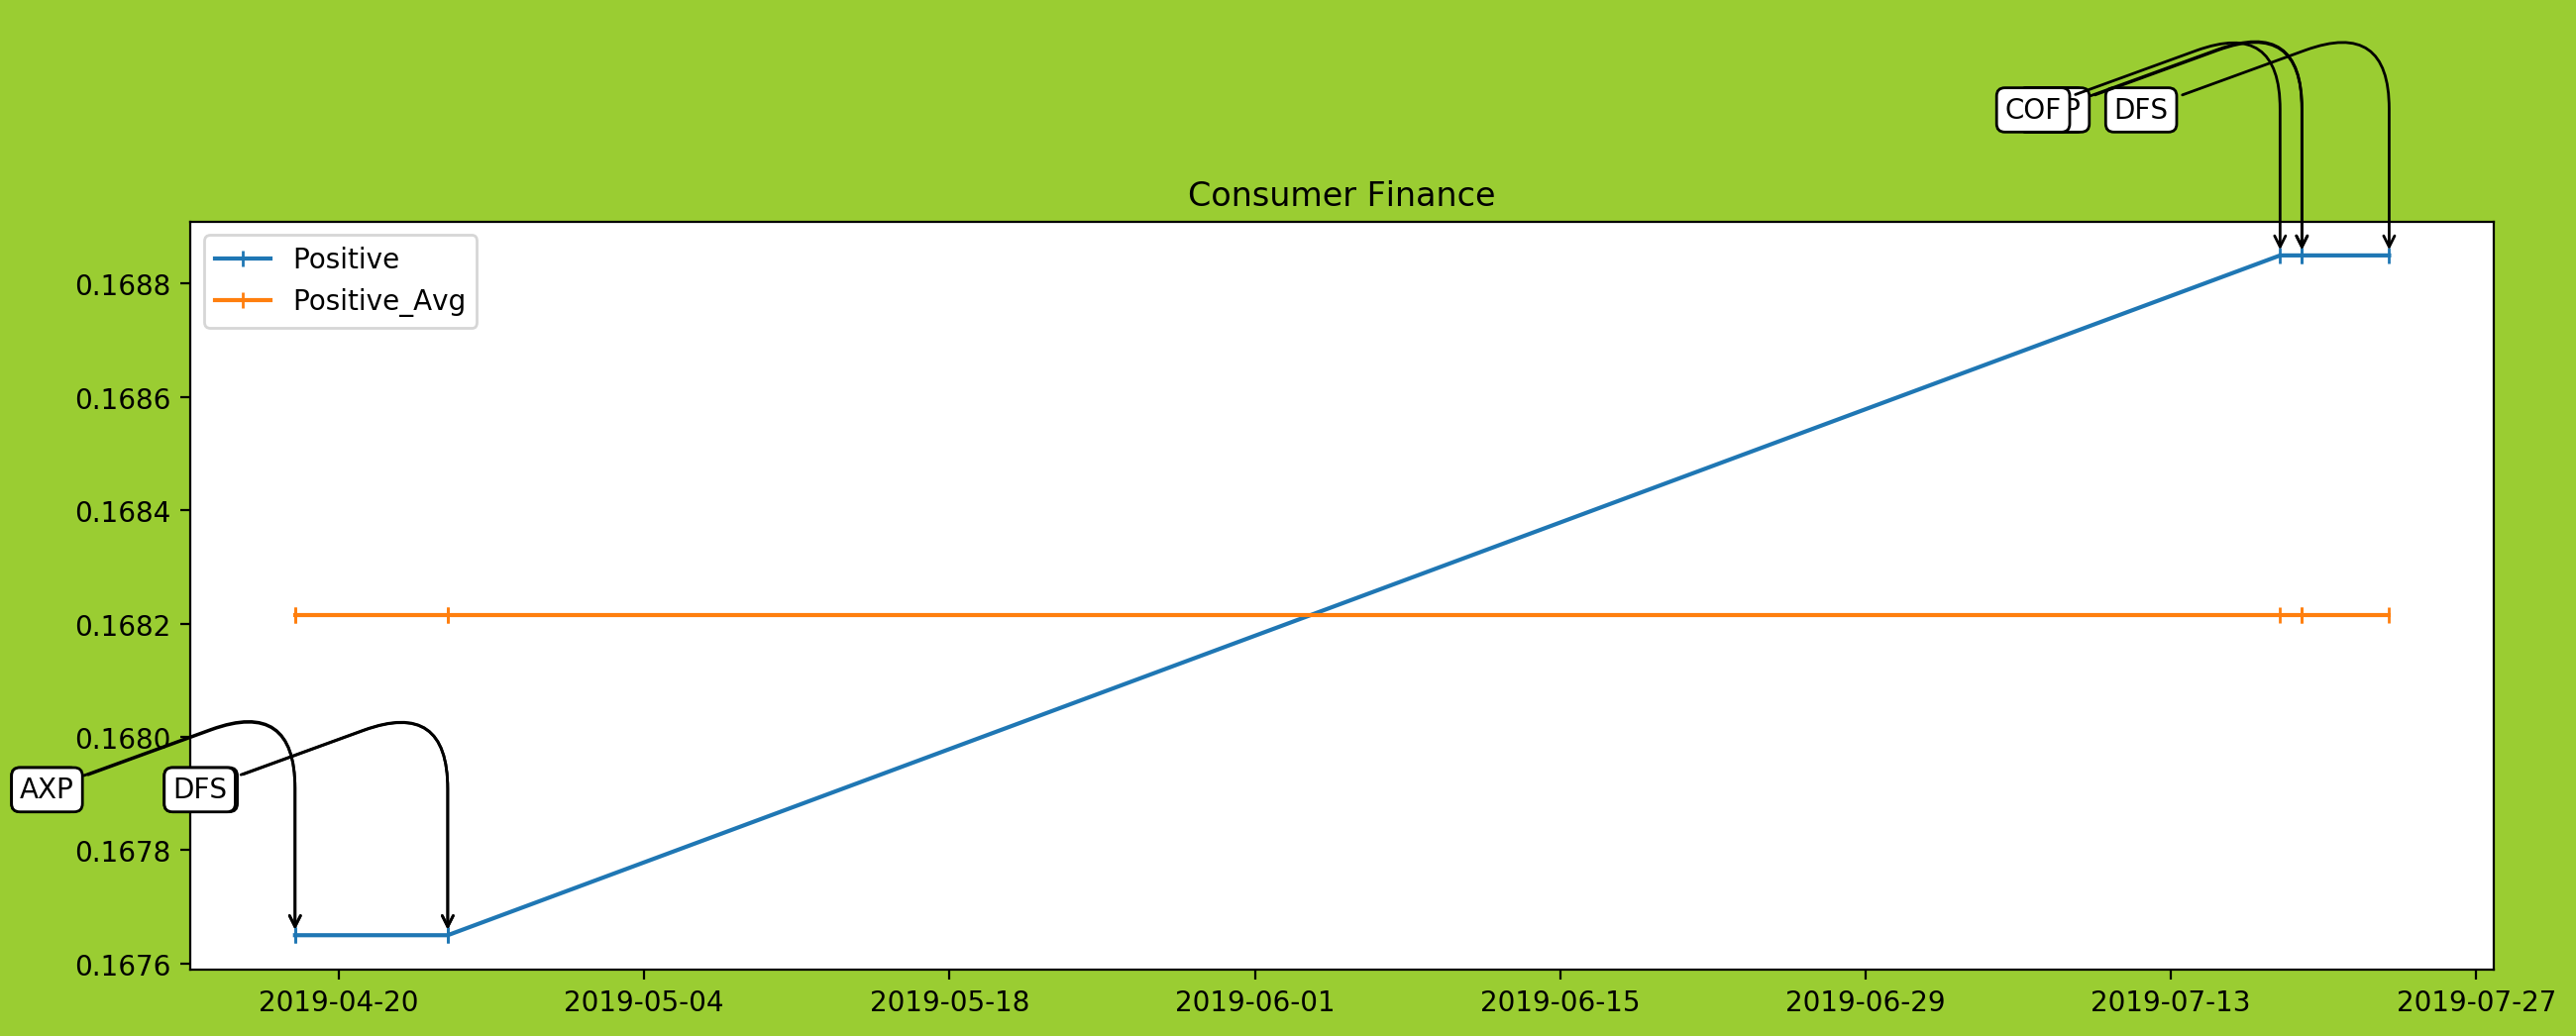 COF
P
DFS
Consumer Finance
Positive
Positive_Avg
0.1688
0.1686
0.1684
0.1682
0.1680
0.1678
0.1676
AXP
DFS
2019-04-20
2019-05-04
2019-05-18
2019-06-01
2019-06-15
2019-06-29
2019-07-13
2019-07-27